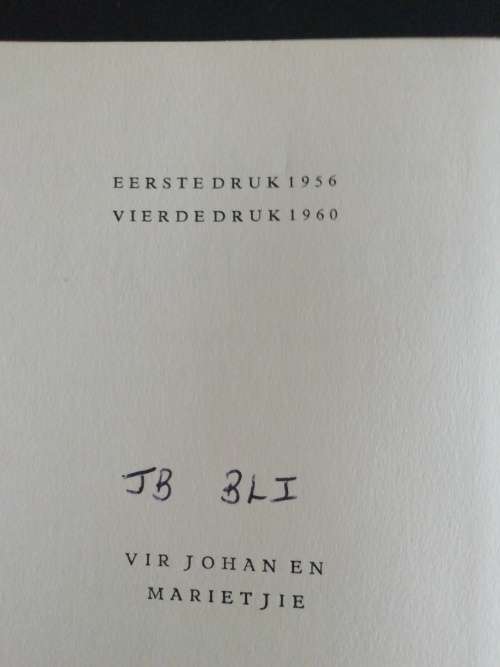 EERSTE DRUK 1956
VIERDE DRUK 1960
JB BLI
VIR JOHAN EN
MARIETJIE